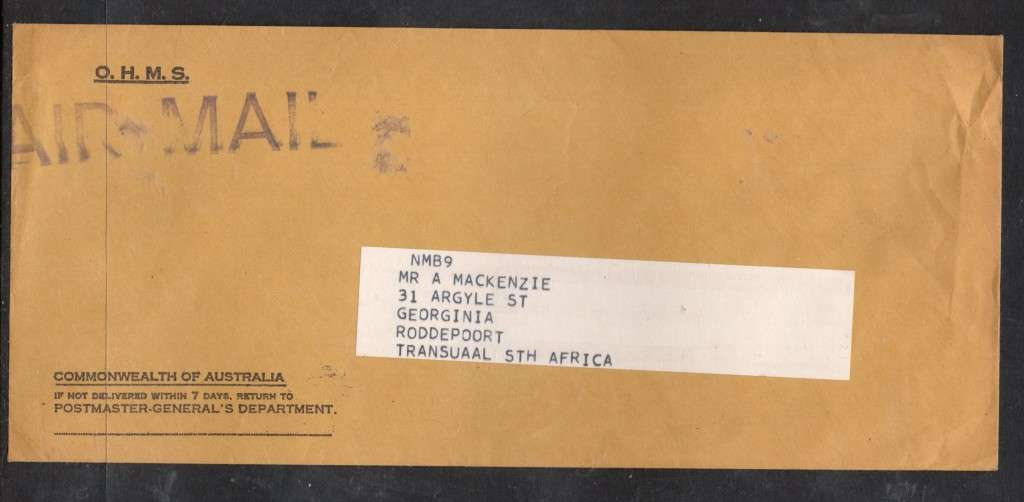 O. H. M. S.
AIR MAIL
NMB9
MR A MACKENZIE
31 ARGYLE ST
GEORGINIA
RODDEPOORT
TRANSUAAL STH AFRICA
COMMONWEALTH OF AUSTRALIA
IF NOT DELIVERED WITHIN 7 DAYS, RETURN TO
POSTMASTER-GENERAL'S DEPARTMENT.